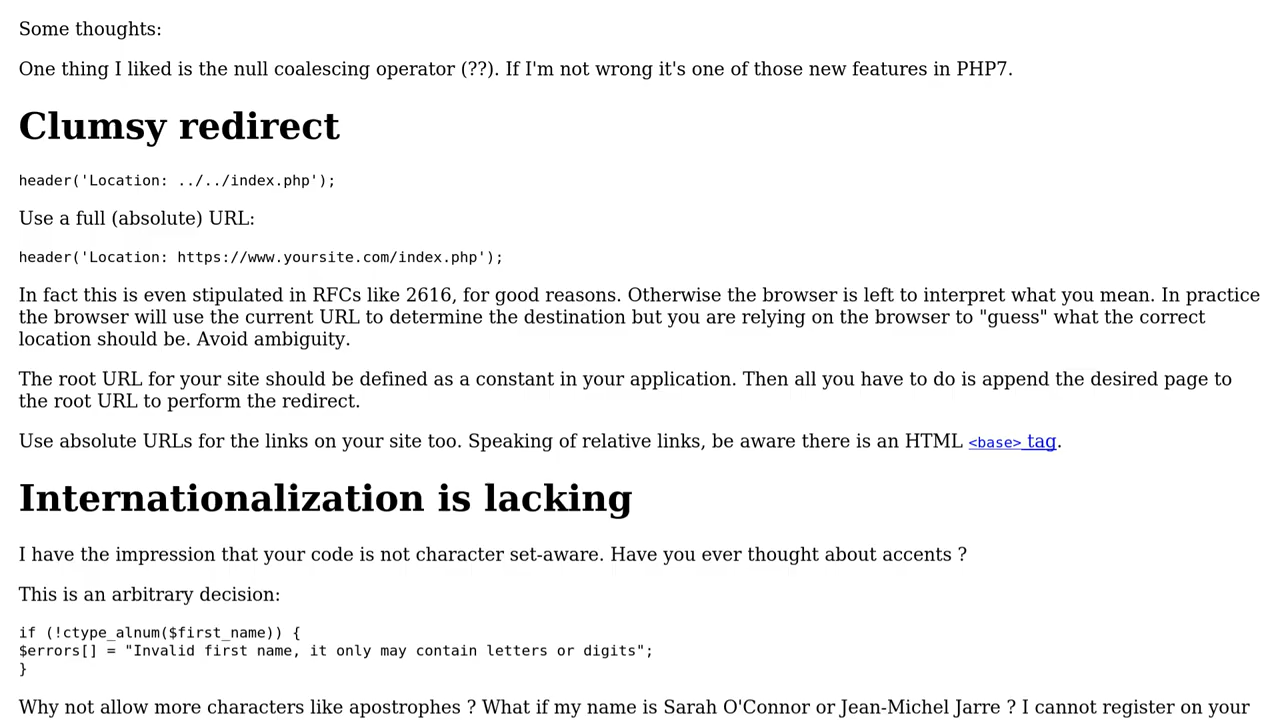 Some thoughts:
One thing I liked is the null coalescing operator (??). If I'm not wrong it's one of those new features in PHP7.
Clumsy redirect
header('Location: ../../index.php');
Use a full (absolute) URL:
header('Location: https://www.yoursite.com/index.php');
In fact this is even stipulated in RFCs like 2616, for good reasons. Otherwise the browser is left to interpret what you mean. In practice
the browser will use the current URL to determine the destination but you are relying on the browser to "guess" what the correct
location should be. Avoid ambiguity.
The root URL for your site should be defined as a constant in your application. Then all you have to do is append the desired page to
the root URL to perform the redirect.
Use absolute URLs for the links on your site too. Speaking of relative links, be aware there is an HTML <base> tag.
Internationalization is lacking
I have the impression that your code is not character set-aware. Have you ever thought about accents ?
This is an arbitrary decision:
if (!ctype_alnum($first_name)) {
$errors[] = "Invalid first name, it only may contain letters or digits";
}
Why not allow more characters like apostrophes ? What if my name is Sarah O'Connor or Jean-Michel Jarre ? I cannot register on your